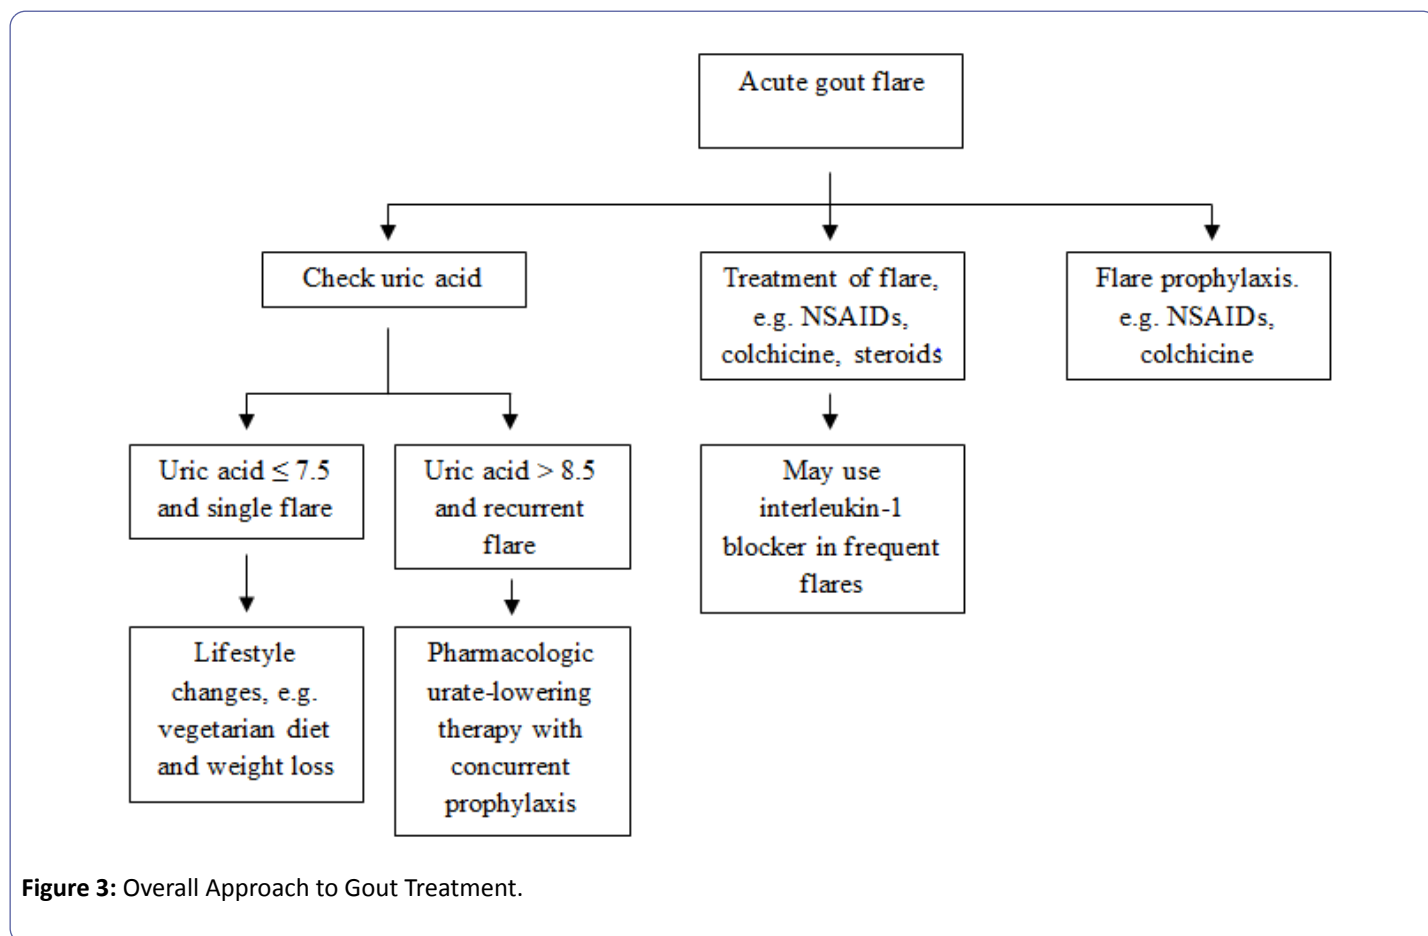 Acute gout flare
Check uric acid
Treatment of flare,
e.g. NSAIDs,
colchicine, steroids
Flare prophylaxis.
e.g. NSAIDs,
colchicine
Uric acid ≤ 7.5
and single flare
Uric acid > 8.5
and recurrent
flare
May use
interleukin-1
blocker in frequent
flares
Lifestyle
changes, e.g.
vegetarian diet
and weight loss
Pharmacologic
urate-lowering
therapy with
concurrent
prophylaxis
Figure 3: Overall Approach to Gout Treatment.